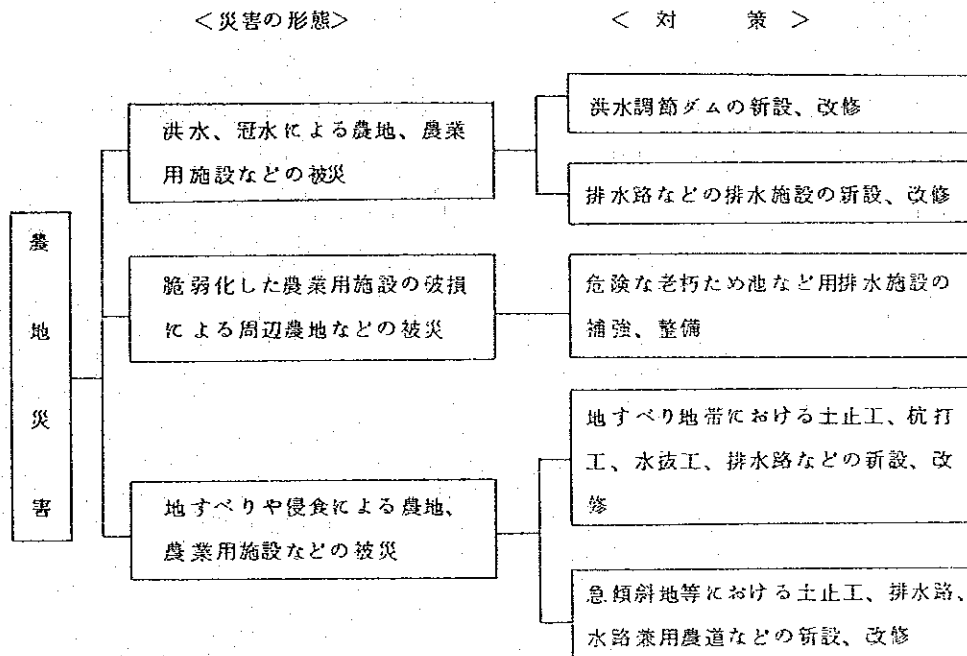 ＜災害の形態＞
＜ 対 策 ＞
農地災害
洪水、冠水による農地、農業
用施設などの被災
洪水調節ダムの新設、改修
排水路などの排水施設の新設、改修
脆弱化した農業用施設の破損
による周辺農地などの被災
危険な老朽ため池など用排水施設の
補強、整備
地すべりや侵食による農地、
農業用施設などの被災
地すべり地帯における土止工、杭打
工、水抜工、排水路などの新設、改
修
急傾斜地等における土止工、排水路、
水路兼用農道などの新設、改修